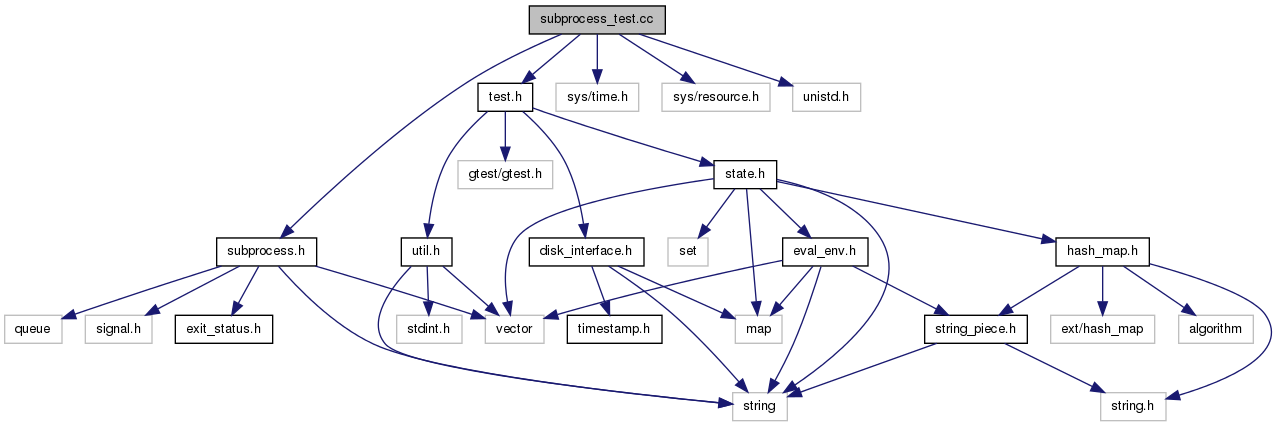 subprocess_test.cc
test.h
sys/time.h
sys/resource.h
unistd.h
gtest/gtest.h
state.h
subprocess.h
util.h
disk_interface.h
set
eval_env.h
hash_map.h
queue
signal.h
exit_status.h
stdint.h
vector
timestamp.h
map
string_piece.h
ext/hash_map
algorithm
string
string.h